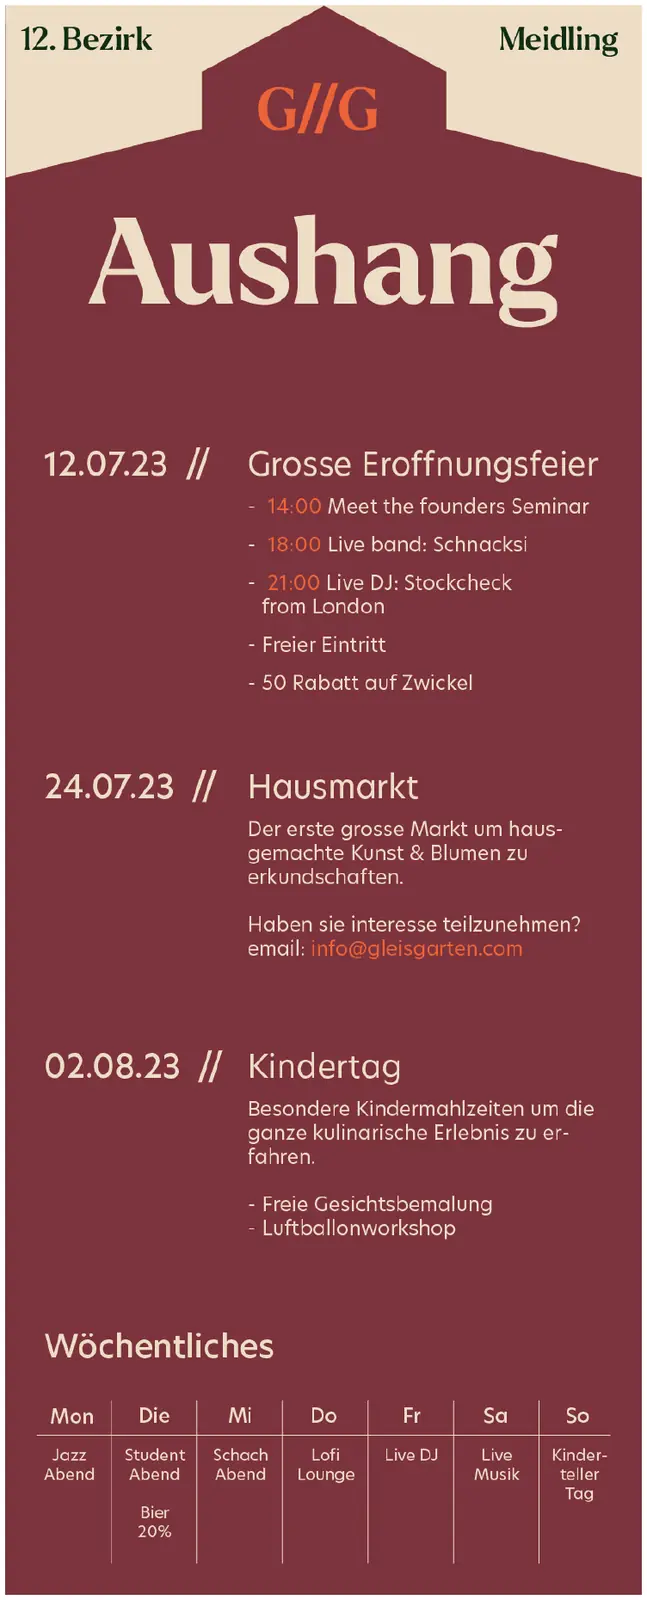 12. Bezirk
Meidling
G//G
Aushang
12.07.23 //
Grosse Eroffnungsfeier
- 14:00 Meet the founders Seminar
- 18:00 Live band: Schnacksi
- 21:00 Live DJ: Stockcheck
from London
- Freier Eintritt
- 50 Rabatt auf Zwickel
24.07.23 //
Hausmarkt
Der erste grosse Markt um haus-
gemachte Kunst & Blumen zu
erkundschaften.
Haben sie interesse teilzunehmen?
email: info@gleisgarten.com
02.08.23 //
Kindertag
Besondere Kindermahlzeiten um die
ganze kulinarische Erlebnis zu er-
fahren.
- Freie Gesichtsbemalung
- Luftballonworkshop
Wöchentliches
Mon Die Mi Do Fr Sa So
Jazz
Abend
Student
Abend
Bier
20%
Schach
Abend
Lofi
Lounge
Live DJ
Live
Musik
Kinder-
teller
Tag